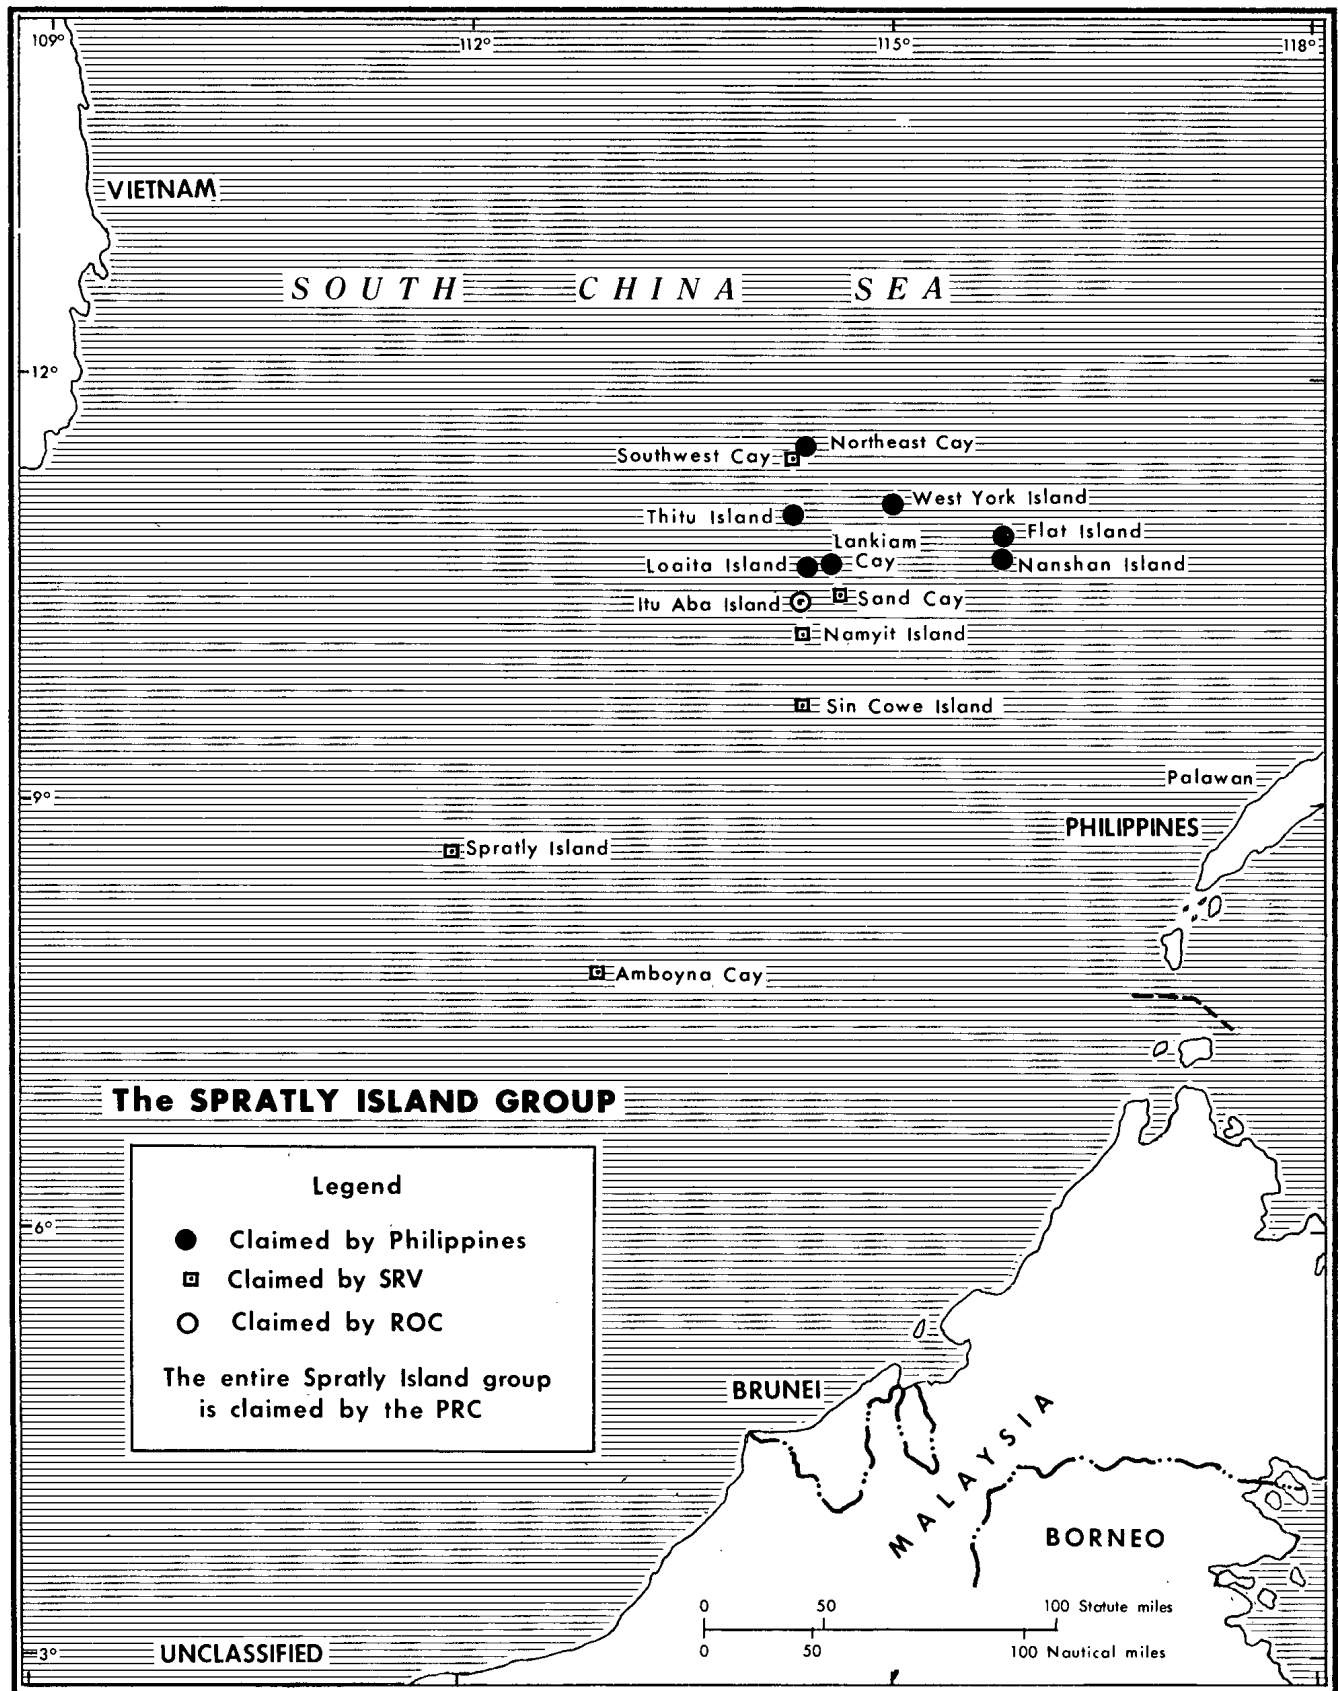 109°
112°
115°
118°
VIETNAM
SOUTH CHINA SEA
12°
Northeast Cay
Southwest Cay
West York Island
Thitu Island
Flat Island
Lankiam
Cay
Loaita Island
Nanshan Island
Itu Aba Island
Sand Cay
Namyit Island
Sin Cowe Island
Palawan
9°
PHILIPPINES
Spratly Island
Amboyna Cay
The SPRATLY ISLAND GROUP
Legend
Claimed by Philippines
6°
Claimed by SRV
Claimed by ROC
The entire Spratly Island group
is claimed by the PRC
BRUNEI
MALAYSIA
BORNEO
0 50 100 Statute miles
0 50 100 Nautical miles
3°
UNCLASSIFIED